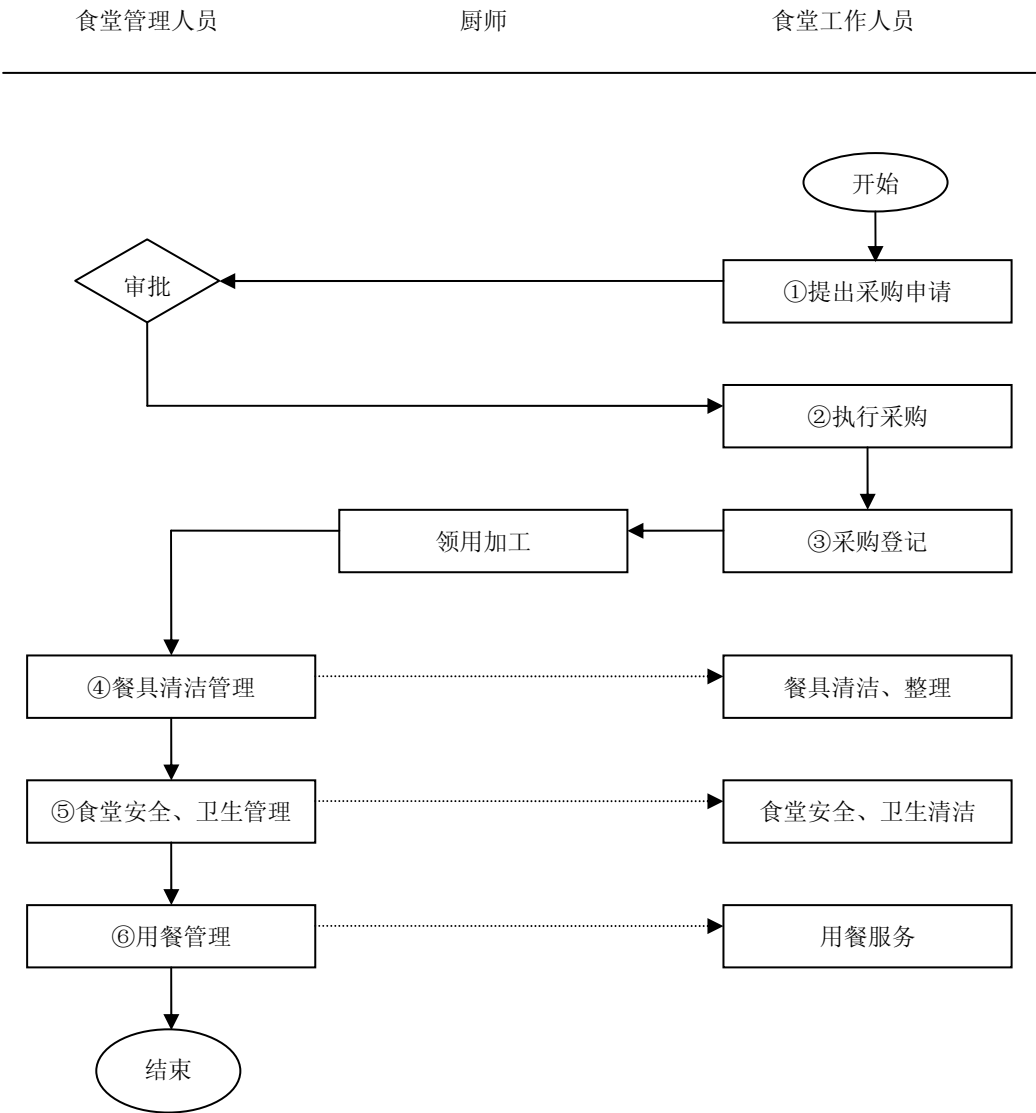 食堂管理人员
厨师
食堂工作人员
开始
审批
①提出采购申请
②执行采购
领用加工
③采购登记
④餐具清洁管理
餐具清洁、整理
⑤食堂安全、卫生管理
食堂安全、卫生清洁
⑥用餐管理
用餐服务
结束